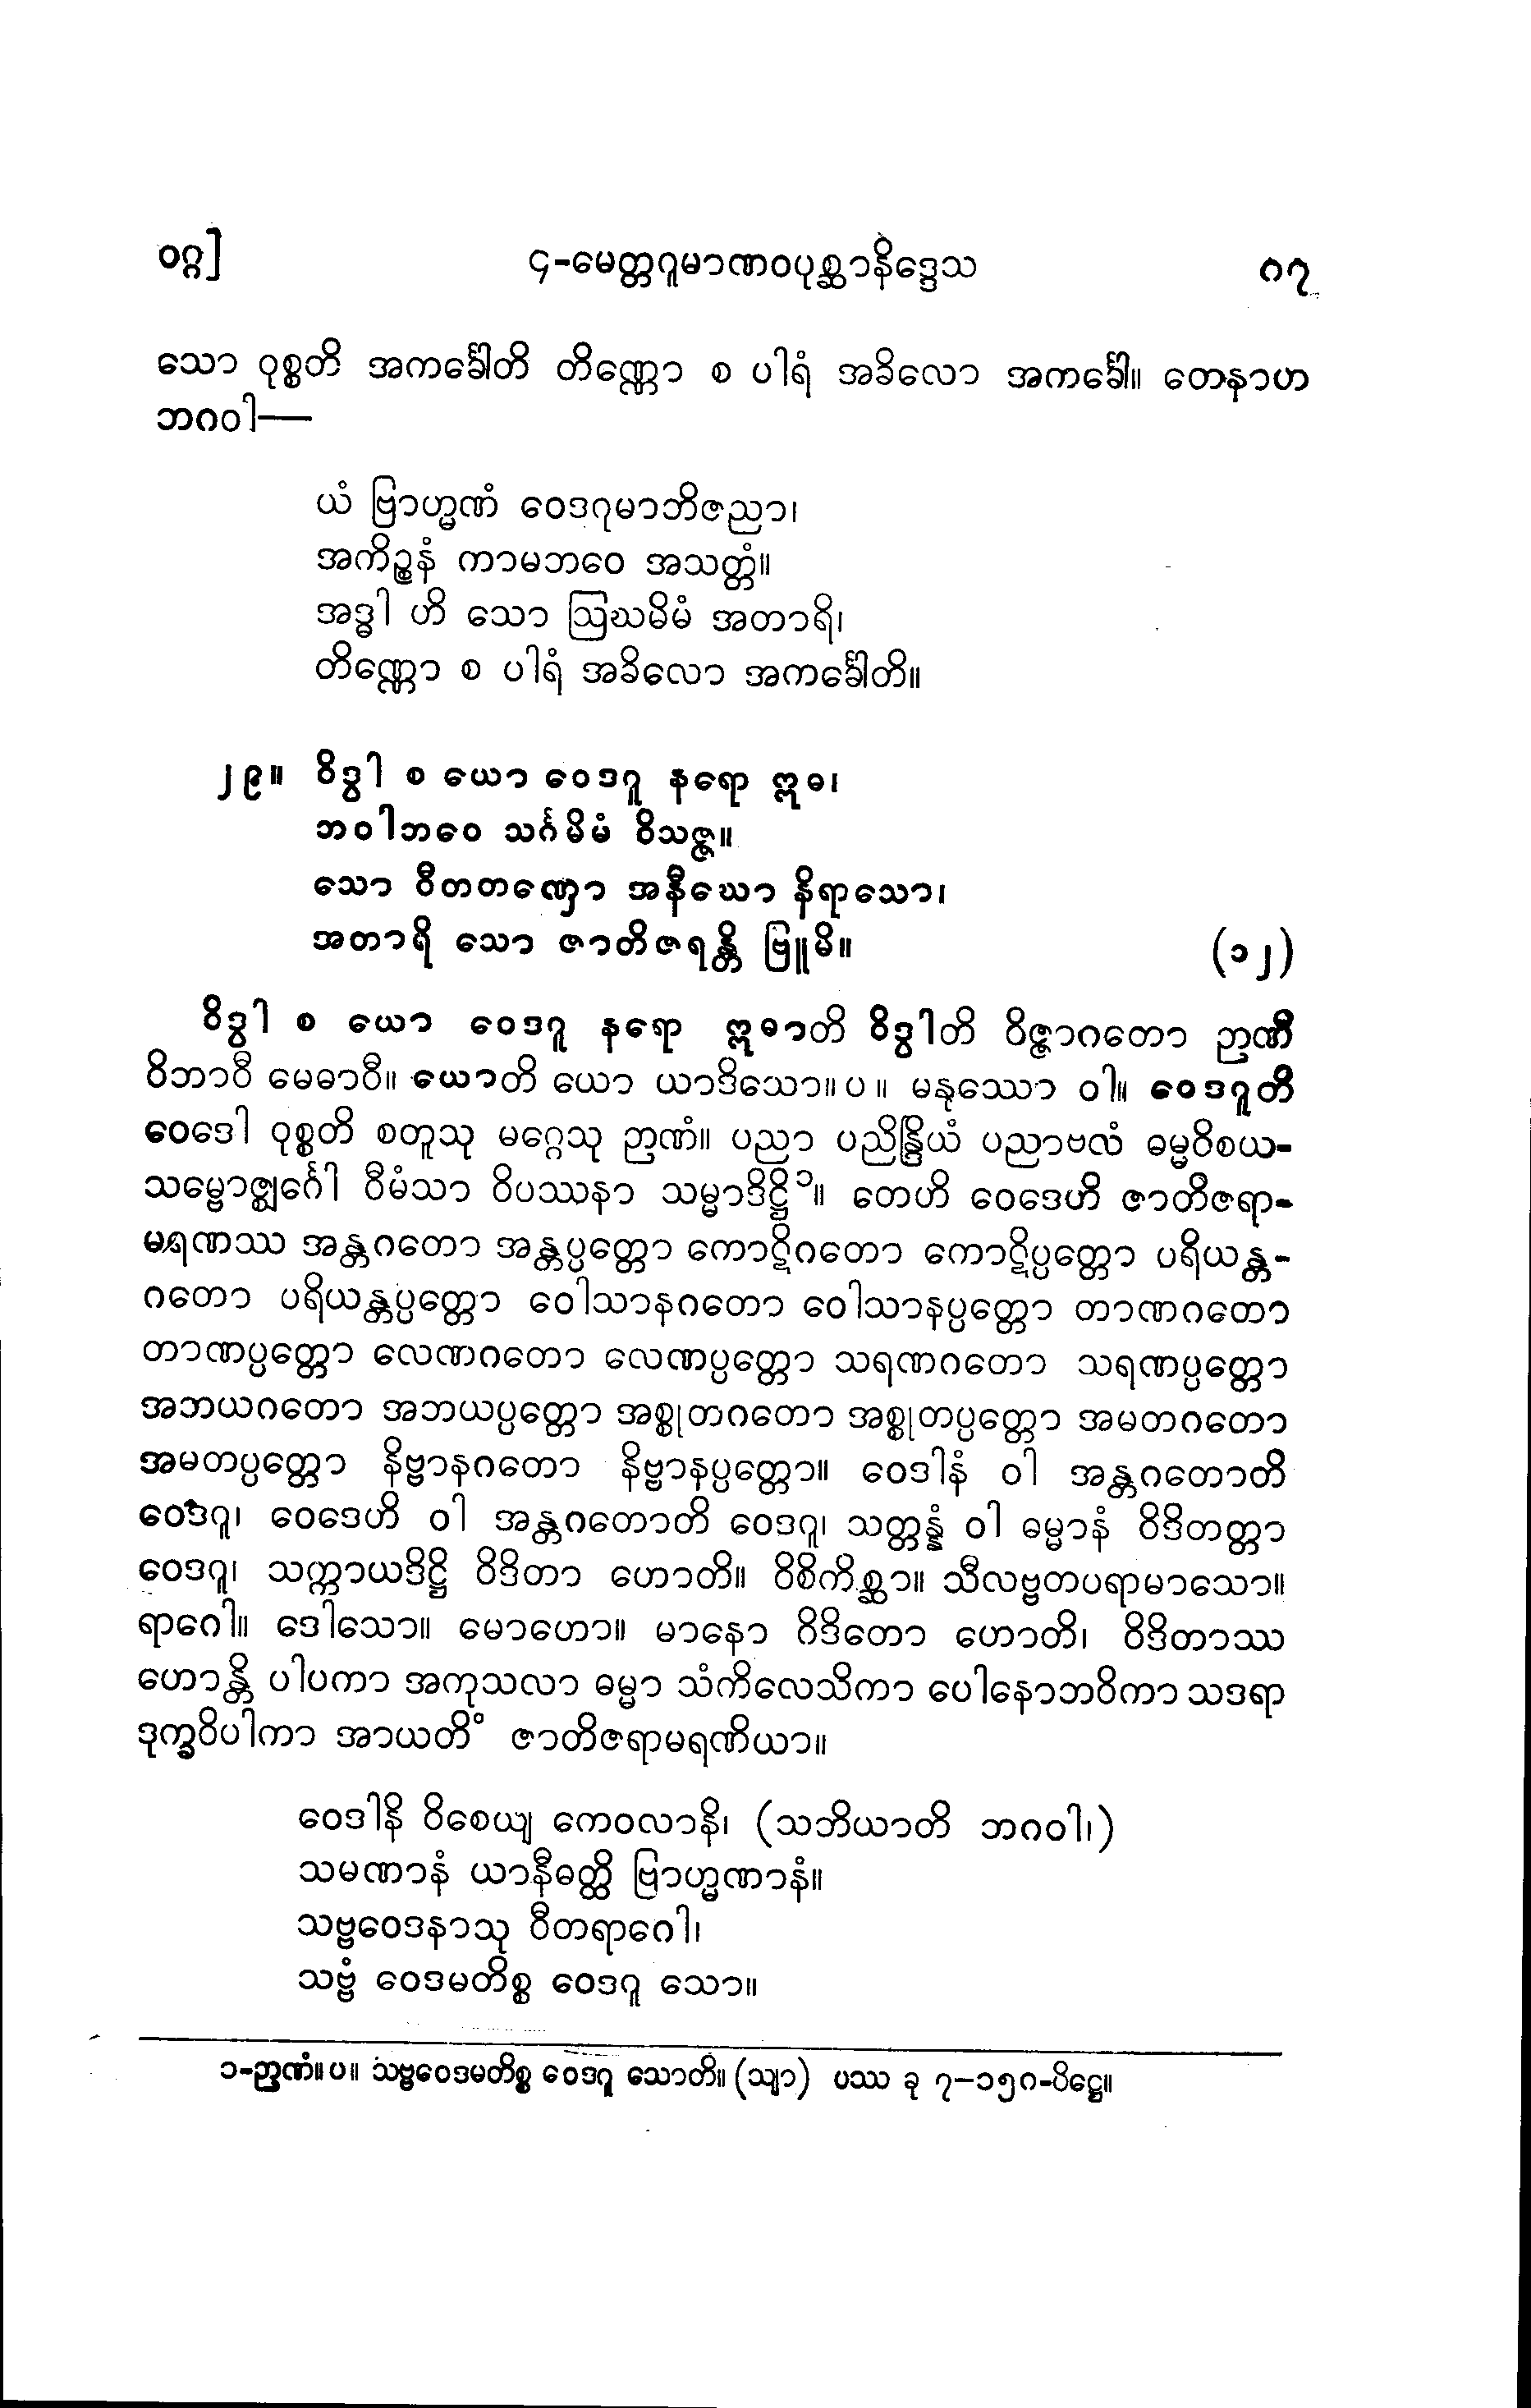 ဝဂ္ဂ]
၄-မေတ္တဂူမာဏဝပုစ္ဆာနိဒ္ဒေသ
၈၇
သော ဝုစ္စတိ အကင်္ခေါတိ တိဏ္ဏော စ ပါရံ အခိလော အကင်္ခေါ။ တေနာဟ
ဘဂဝါ—
ယံ ဗြာဟ္မဏံ ဝေဒဂုမာဘိဇညာ၊
အကိဉ္စနံ ကာမဘဝေ အသတ္တံ။
အဒ္ဓါ ဟိ သော ဩဃမိမံ အတာရိ၊
တိဏ္ဏော စ ပါရံ အခိလော အကင်္ခေါတိ။
၂၉။ ဝိဒွါ စ ယော ဝေဒဂူ နရော ဣဓ၊
ဘဝါဘဝေ သင်္ဂမိမံ ဝိသဇ္ဇ။
သော ဝီတတဏှော အနီဃော နိရာသော၊
အတာရိ သော ဇာတိဇရန္တိ ဗြူမိ။ (၁၂)
ဝိဒွါ စ ယော ဝေဒဂူ နရော ဣဓာတိ ဝိဒွါတိ ဝိဇ္ဇာဂတော ဉာဏီ
ဝိဘာဝီ မေဓာဝီ။ ယောတိ ယော ယာဒိသော။ပ။ မနုဿော ဝါ။ ဝေဒဂူတိ
ဝေဒေါ ဝုစ္စတိ စတူသု မဂ္ဂေသု ဉာဏံ။ ပညာ ပညိန္ဒြိယံ ပညာဗလံ ဓမ္မဝိစယ-
သမ္ဗောဇ္ဈင်္ဂေါ ဝီမံသာ ဝိပဿနာ သမ္မာဒိဋ္ဌိ၁။ တေဟိ ဝေဒေဟိ ဇာတိဇရာ-
မရဏဿ အန္တဂတော အန္တပ္ပတ္တော ကောဋိဂတော ကောဋိပ္ပတ္တော ပရိယန္တ-
ဂတော ပရိယန္တပ္ပတ္တော ဝေါသာနဂတော ဝေါသာနပ္ပတ္တော တာဏဂတော
တာဏပ္ပတ္တော လေဏဂတော လေဏပ္ပတ္တော သရဏဂတော သရဏပ္ပတ္တော
အဘယဂတော အဘယပ္ပတ္တော အစ္စုတဂတော အစ္စုတပ္ပတ္တော အမတဂတော
အမတပ္ပတ္တော နိဗ္ဗာနဂတော နိဗ္ဗာနပ္ပတ္တော။ ဝေဒါနံ ဝါ အန္တဂတောတိ
ဝေဒဂူ၊ ဝေဒေဟိ ဝါ အန္တဂတောတိ ဝေဒဂူ၊ သတ္တန္နံ ဝါ ဓမ္မာနံ ဝိဒိတတ္တာ
ဝေဒဂူ၊ သက္ကာယဒိဋ္ဌိ ဝိဒိတာ ဟောတိ။ ဝိစိကိစ္ဆာ။ သီလဗ္ဗတပရာမာသော။
ရာဂေါ။ ဒေါသော။ မောဟော။ မာနော ဝိဒိတော ဟောတိ၊ ဝိဒိတာဿ
ဟောန္တိ ပါပကာ အကုသလာ ဓမ္မာ သံကိလေသိကာ ပေါနောဘဝိကာ သဒရာ
ဒုက္ခဝိပါကာ အာယတိံ ဇာတိဇရာမရဏိယာ။
ဝေဒါနိ ဝိစေယျ ကေဝလာနိ၊ (သဘိယာတိ ဘဂဝါ၊)
သမဏာနံ ယာနီဓတ္ထိ ဗြာဟ္မဏာနံ။
သဗ္ဗဝေဒနာသု ဝီတရာဂေါ၊
သဗ္ဗံ ဝေဒမတိစ္စ ဝေဒဂူ သော။
၁-ဉာဏံ။ပ။ သဗ္ဗဝေဒမတိစ္စ ဝေဒဂူ သောတိ။ (သျာ) ပဿ ခု ၇-၁၅၈-ပိဋ္ဌေ။